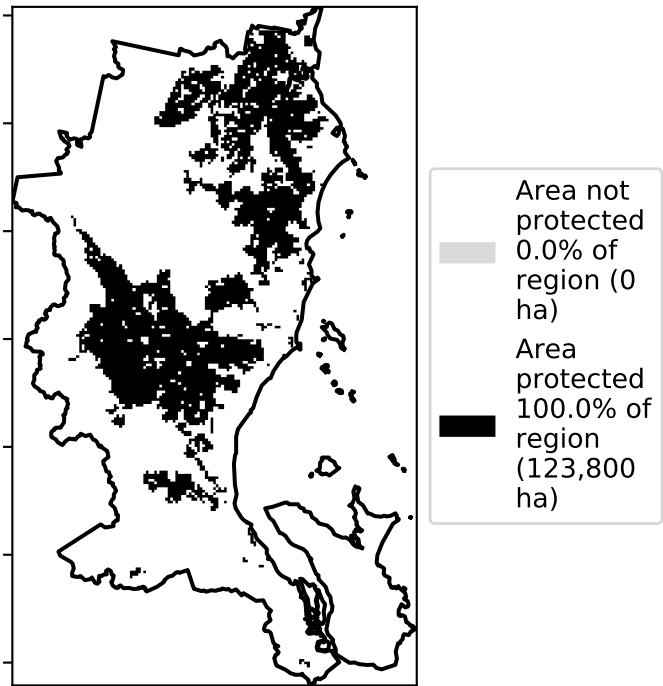 Area not
protected
0.0% of
region (0
ha)
Area
protected
100.0% of
region
(123,800
ha)